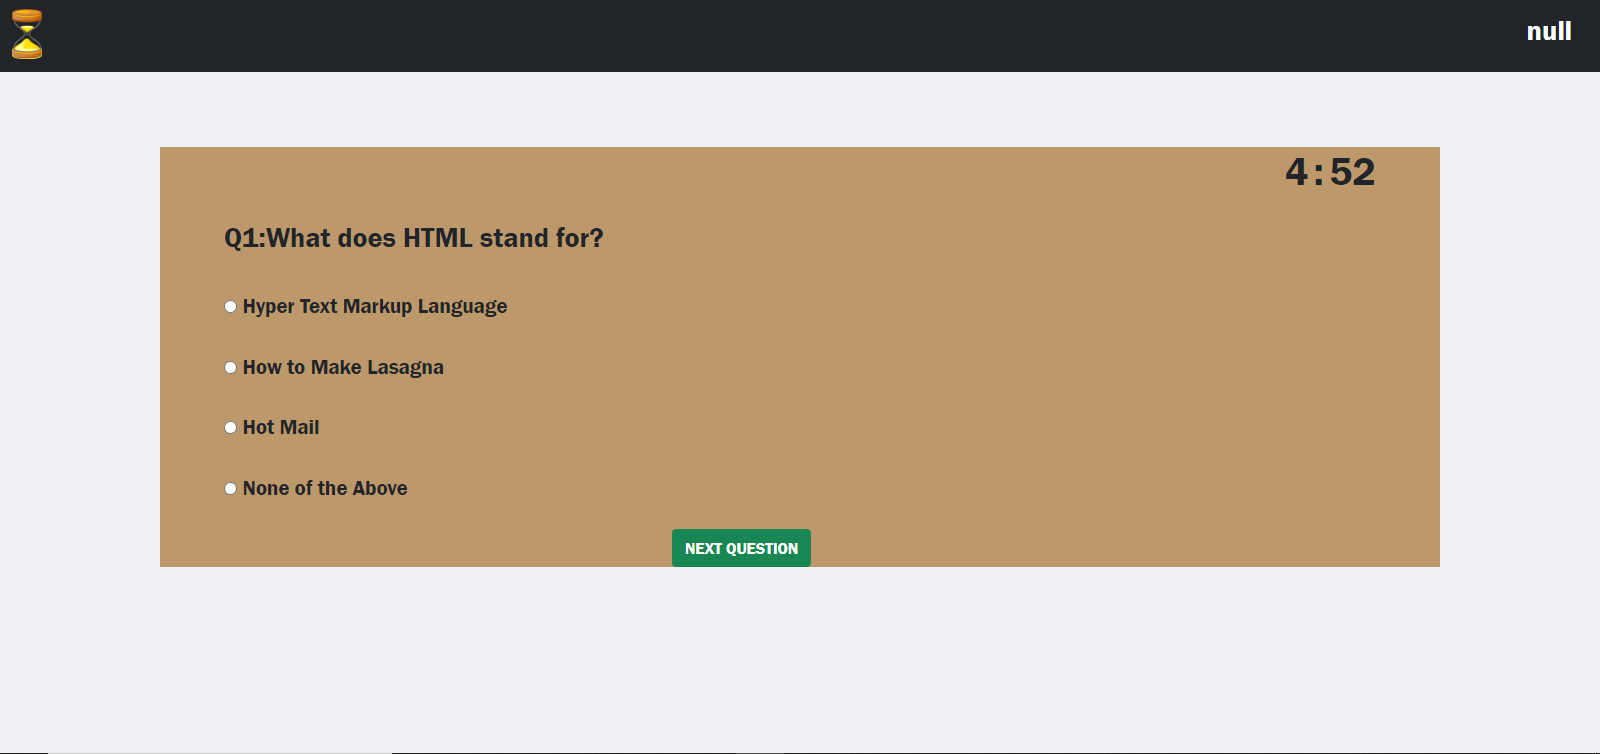 null
4:52
Q1:What does HTML stand for?
Hyper Text Markup Language
How to Make Lasagna
Hot Mail
None of the Above
NEXT QUESTION